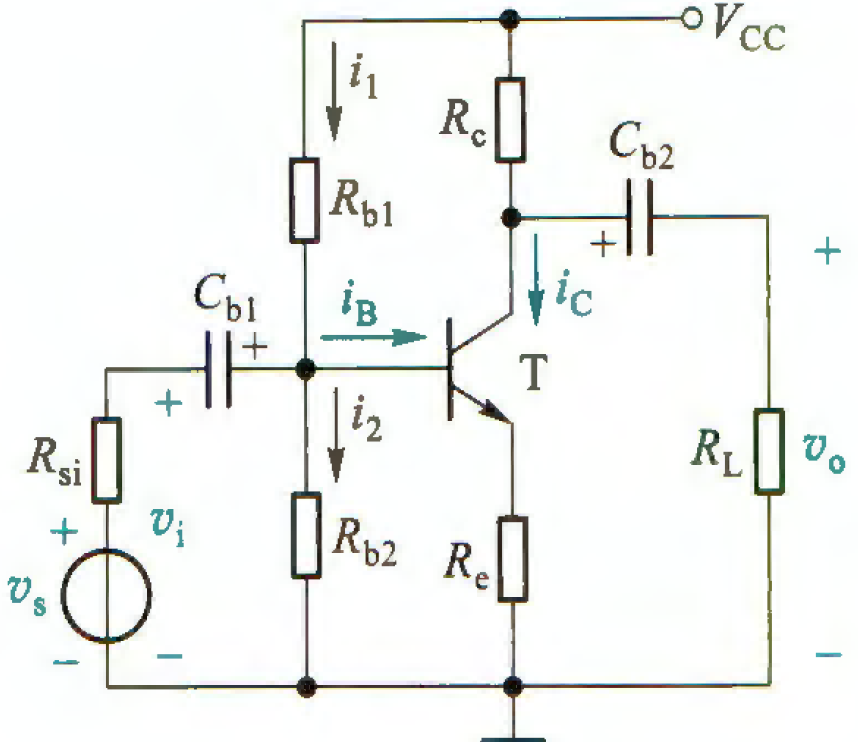 V_CC
i_1
R_c
C_b2
R_b1
+
+
C_b1
i_B
i_C
+
T
+
i_2
R_si
R_L
v_o
+
v_i
R_b2
R_e
v_s
−
−
−